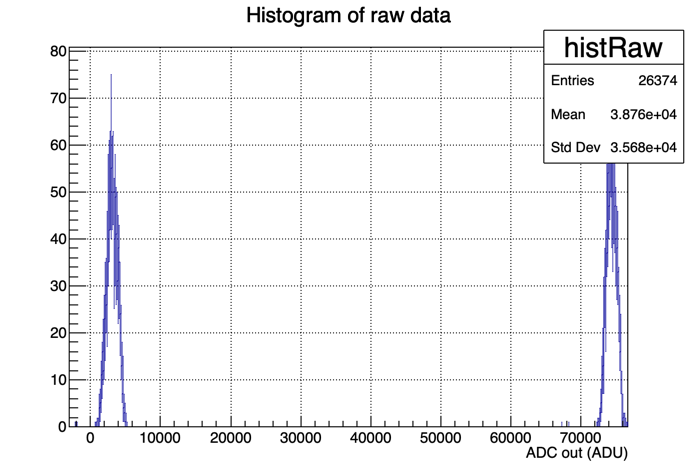 Histogram of raw data
histRaw
Entries 26374
Mean 3.876e+04
Std Dev 3.568e+04
80
70
60
50
40
30
20
10
0
0 10000 20000 30000 40000 50000 60000 70000
ADC out (ADU)